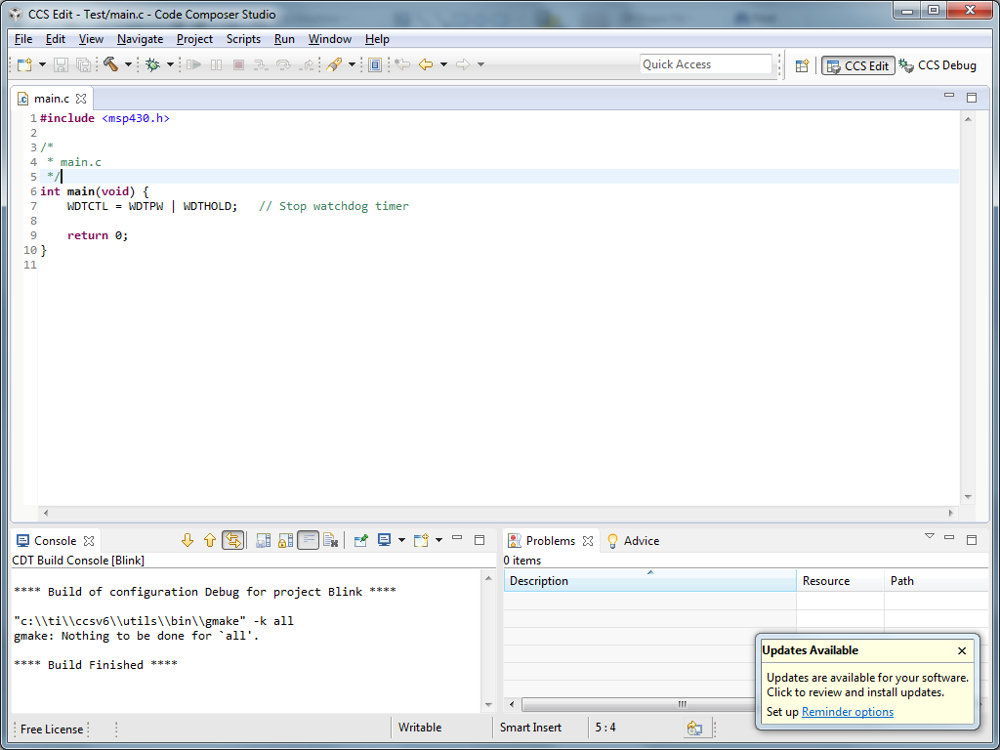 CCS Edit - Test/main.c - Code Composer Studio
File Edit View Navigate Project Scripts Run Window Help
Quick Access
CCS Edit
CCS Debug
main.c
1 #include <msp430.h>
2
3 /*
4  * main.c
5  */
6 int main(void) {
7     WDTCTL = WDTPW | WDTHOLD;   // Stop watchdog timer
8
9     return 0;
10 }
11
Console
CDT Build Console [Blink]
**** Build of configuration Debug for project Blink ****
"c:\\ti\\ccsv6\\utils\\bin\\gmake" -k all
gmake: Nothing to be done for `all'.
**** Build Finished ****
Problems
Advice
0 items
Description Resource Path
Updates Available
Updates are available for your software.
Click to review and install updates.
Set up Reminder options
Free License
Writable
Smart Insert
5 : 4